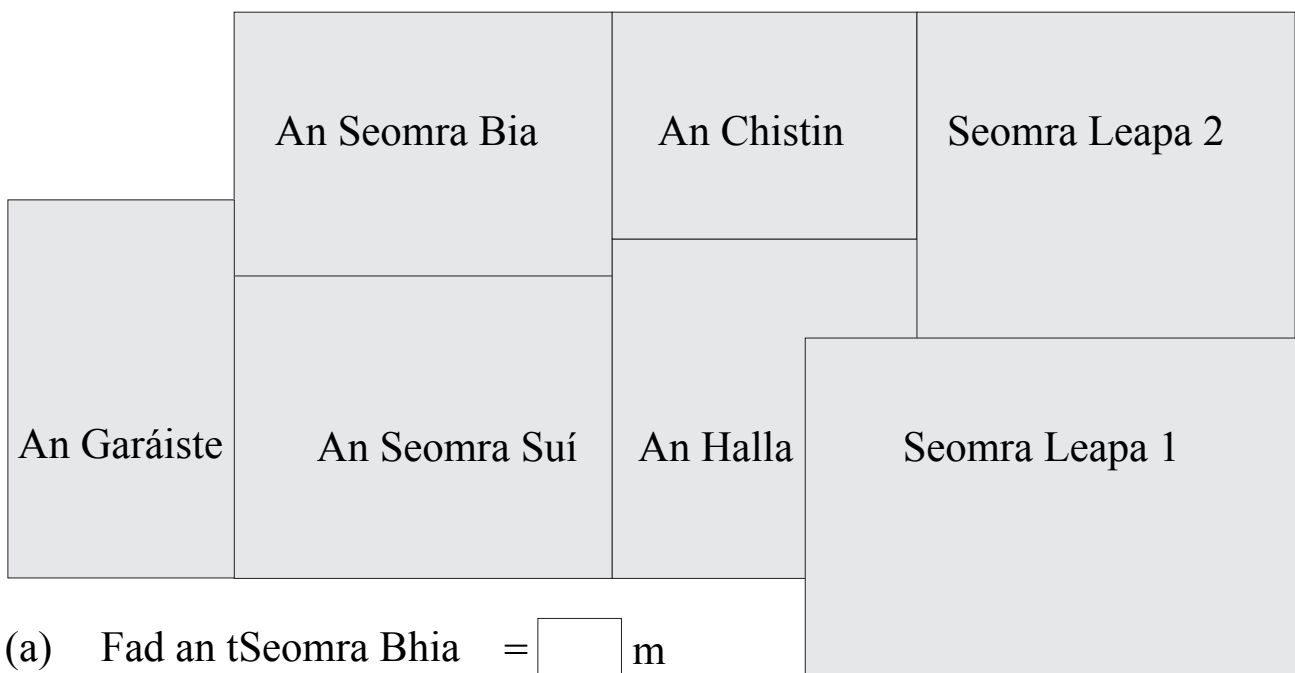 An Seomra Bia An Chistin Seomra Leapa 2
An Garáiste An Seomra Suí An Halla Seomra Leapa 1
(a) Fad an tSeomra Bhia = m